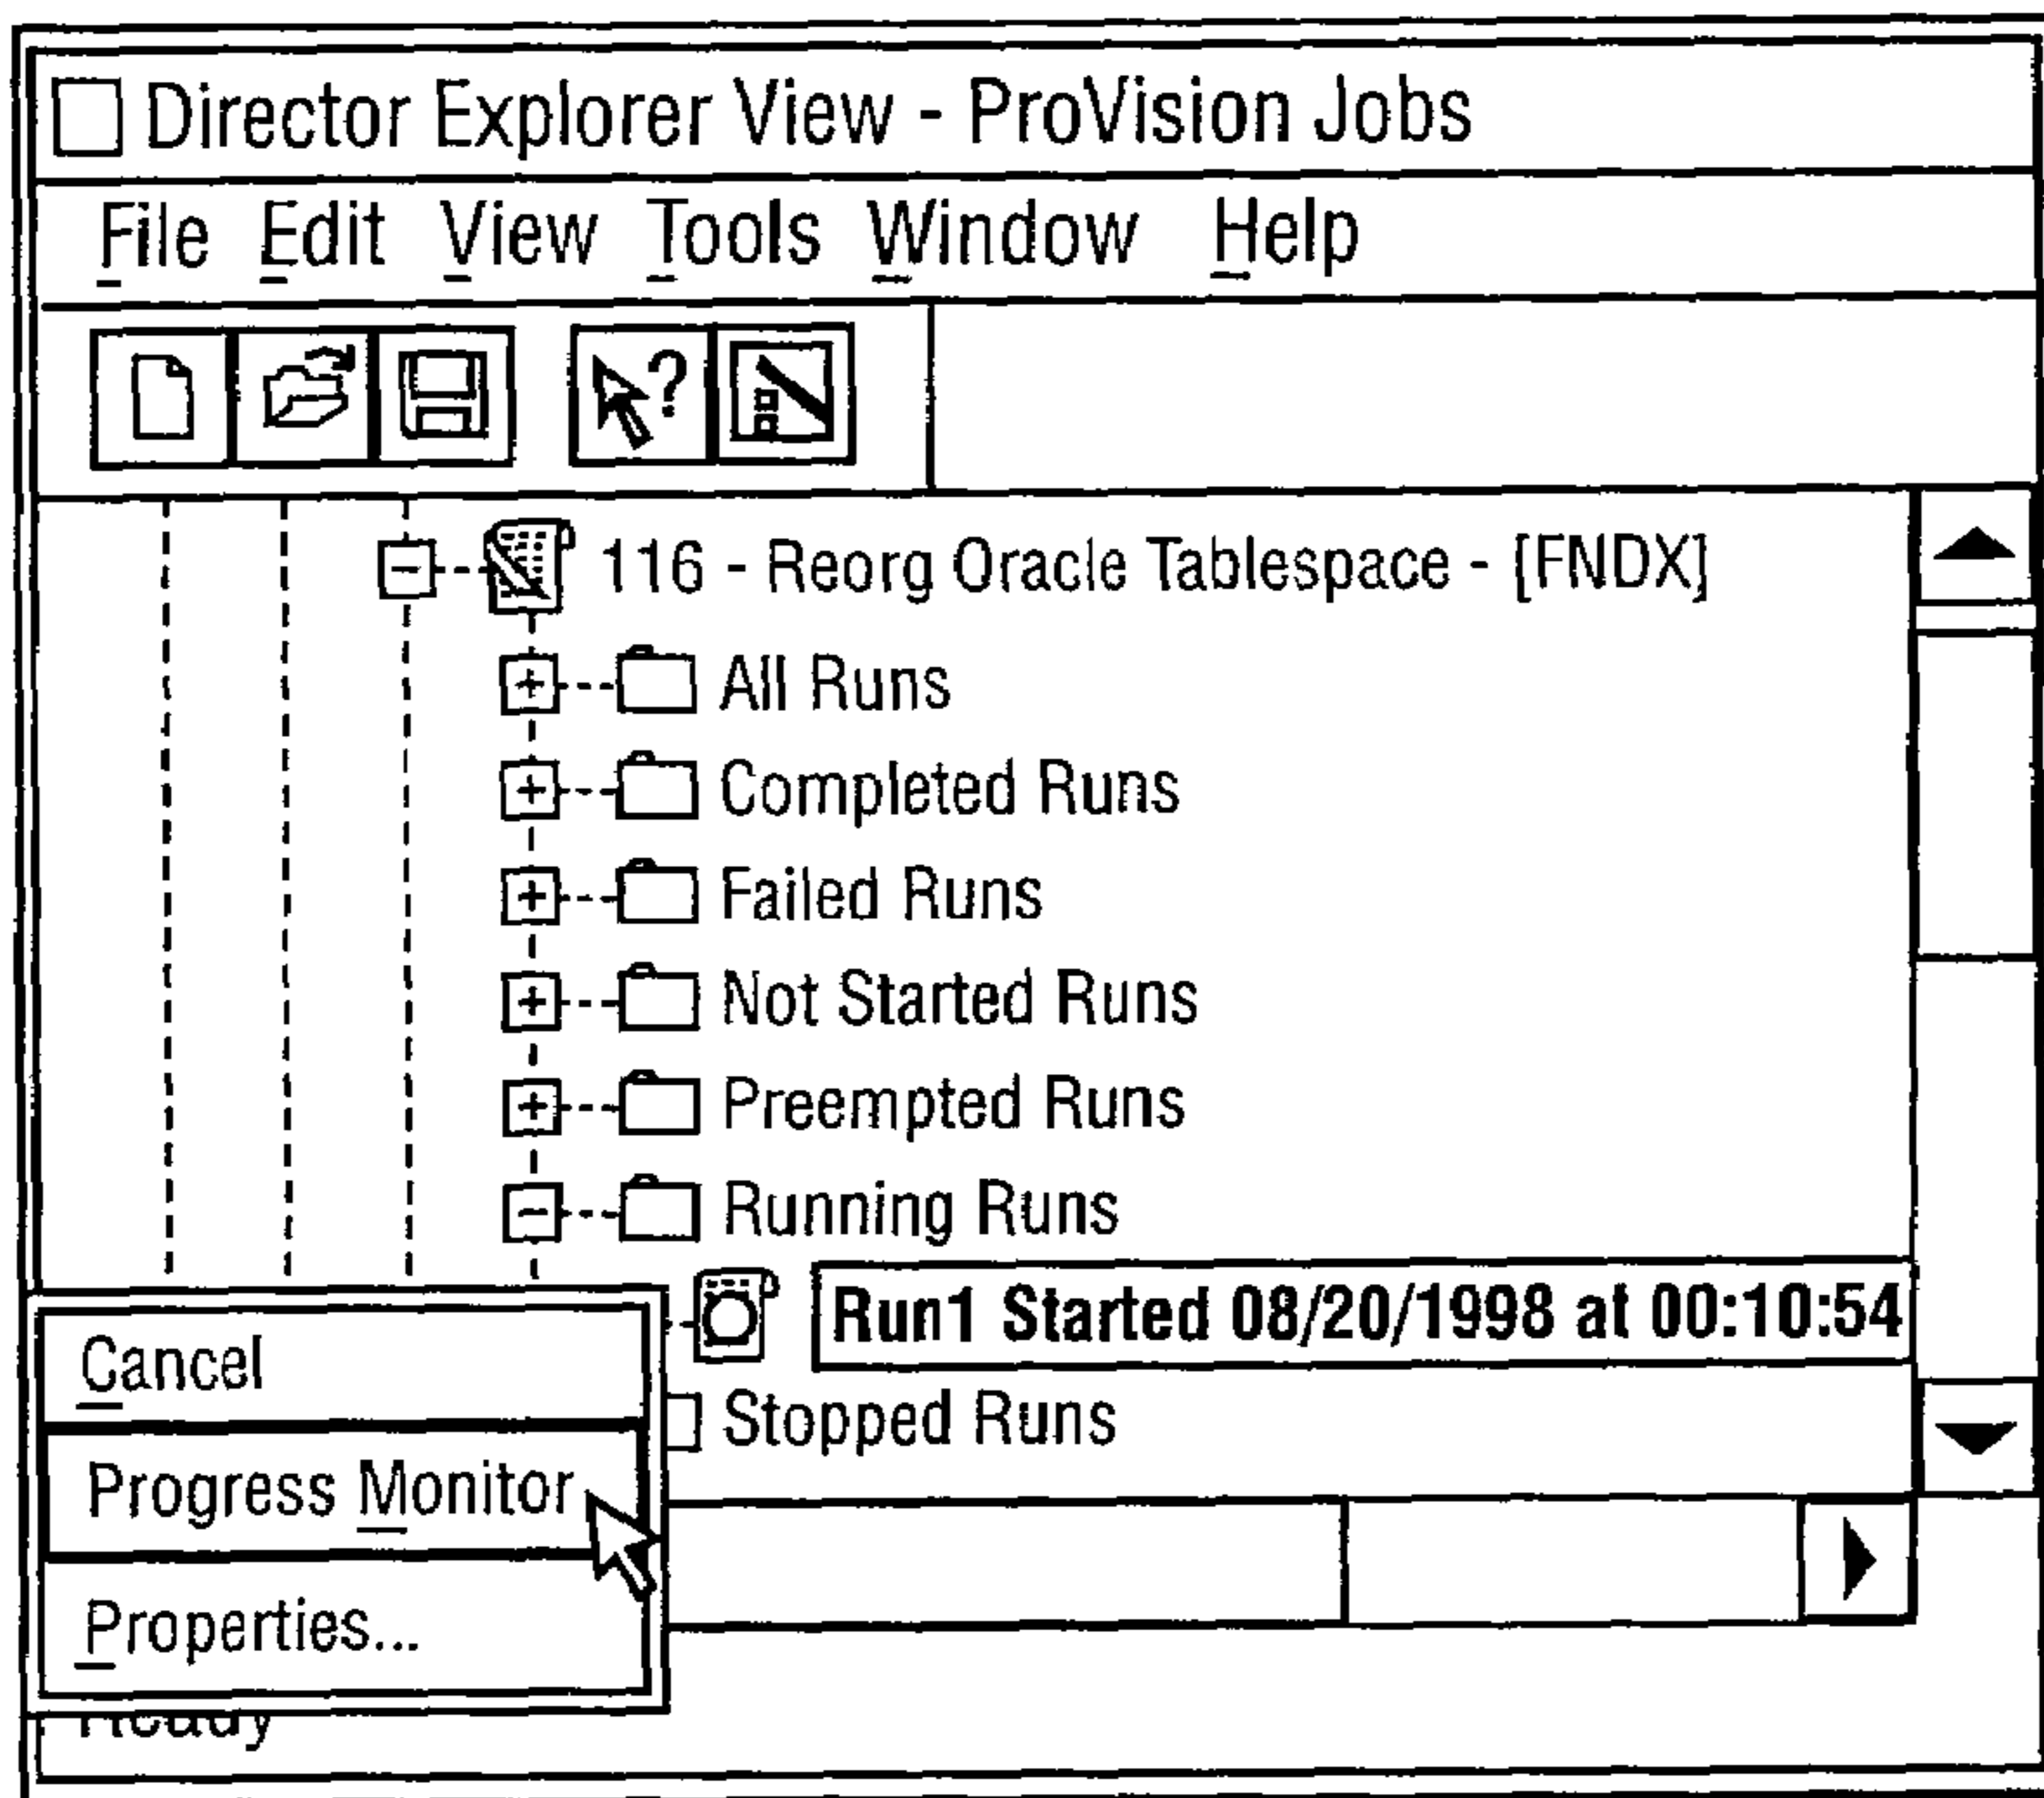 Director Explorer View - ProVision Jobs
File Edit View Tools Window Help
?
116 - Reorg Oracle Tablespace - [FNDX]
All Runs
Completed Runs
Failed Runs
Not Started Runs
Preempted Runs
Running Runs
Run1 Started 08/20/1998 at 00:10:54
Cancel
Stopped Runs
Progress Monitor
Properties...
Ready